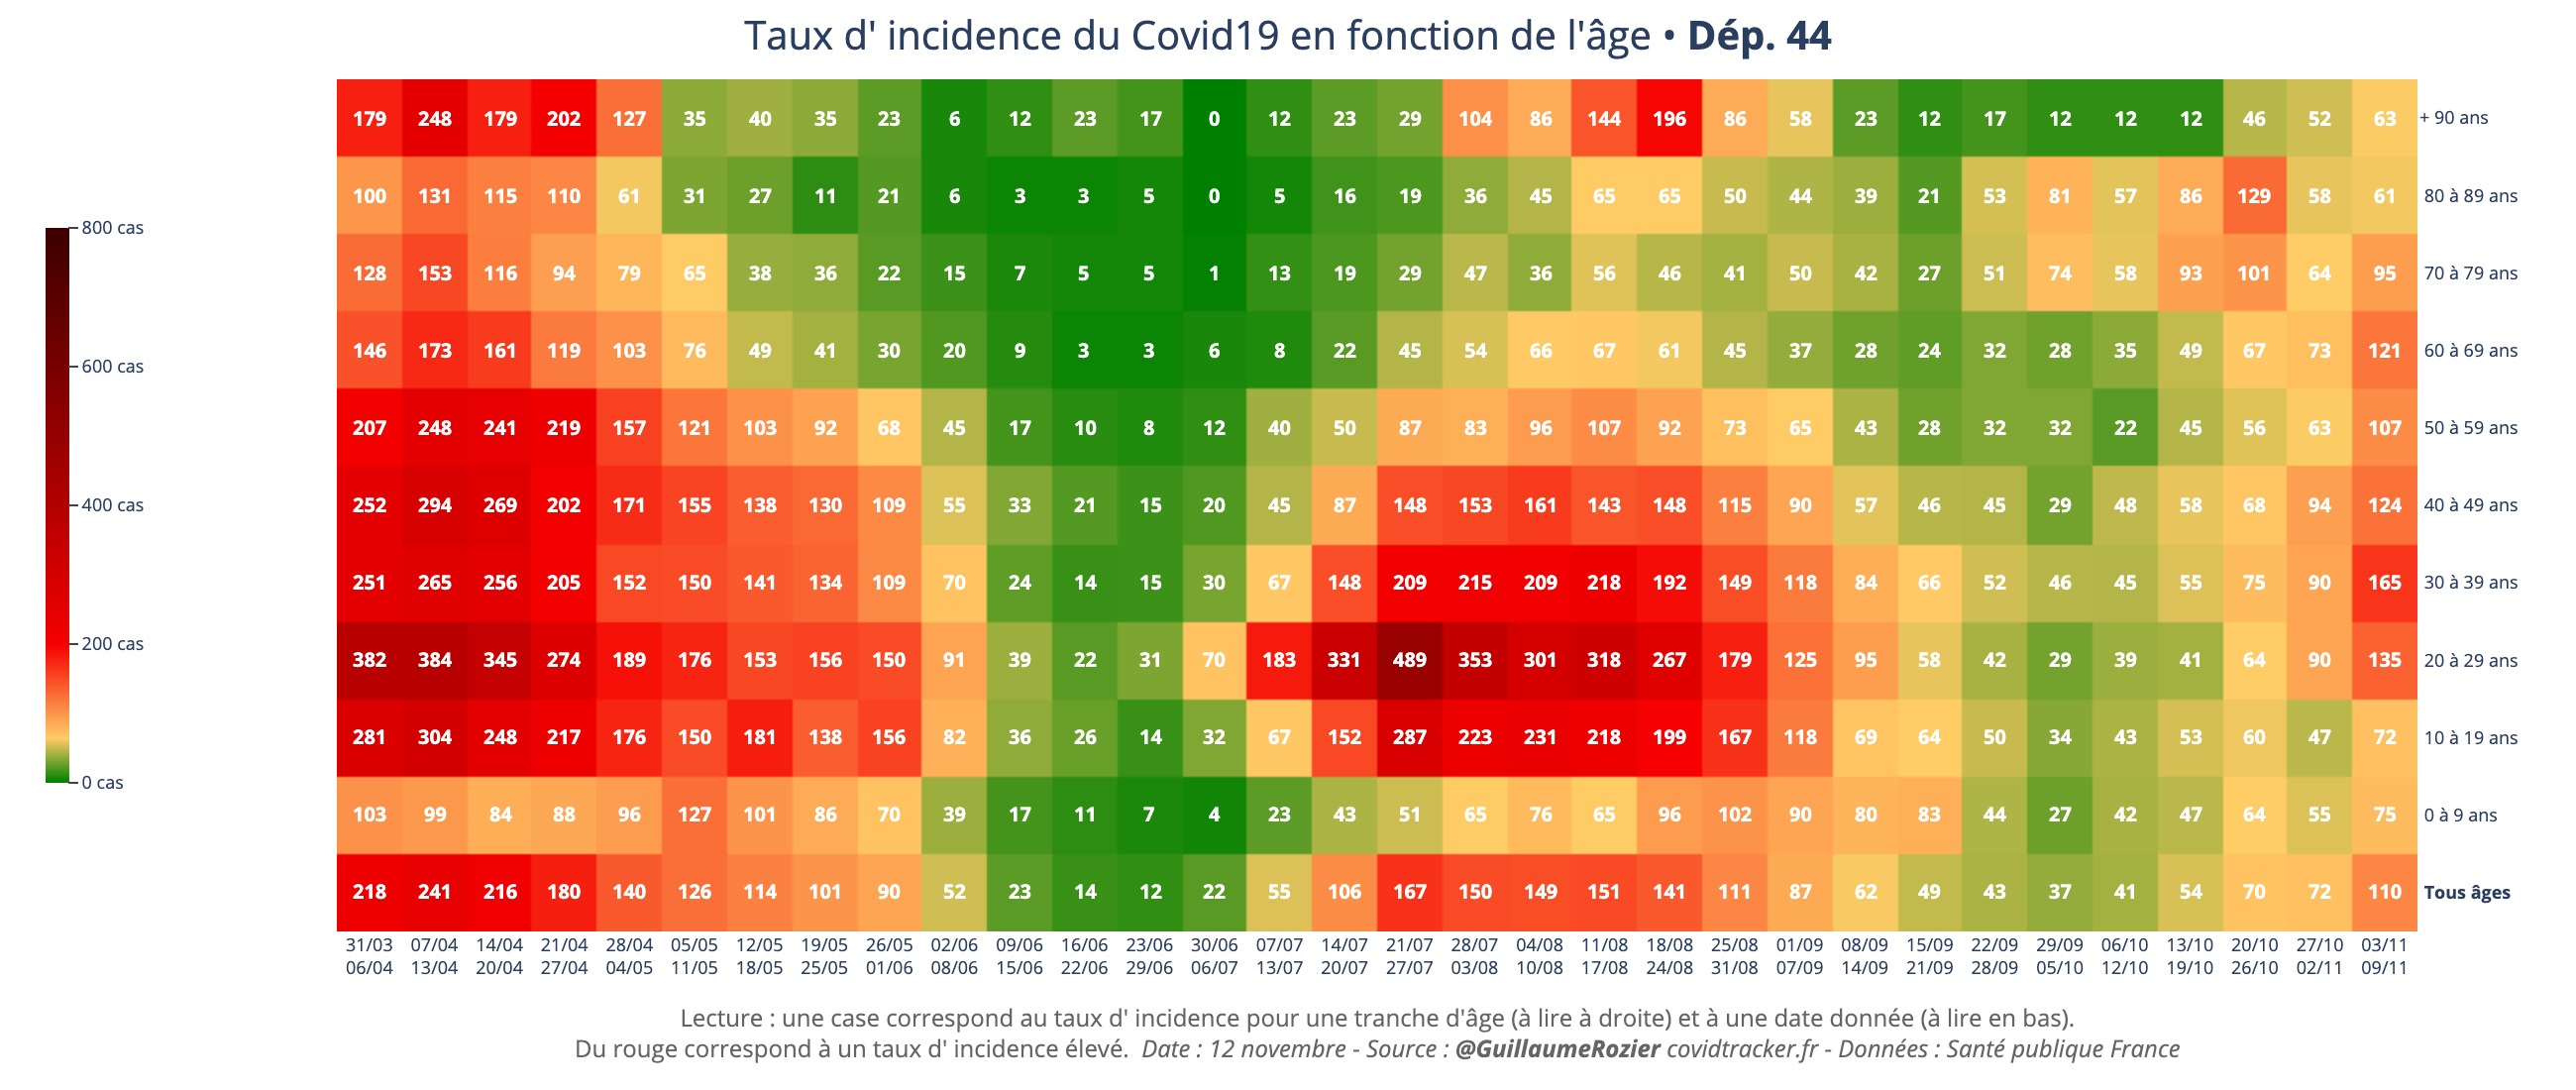 Taux d' incidence du Covid19 en fonction de l'âge • Dép. 44
800 cas
600 cas
400 cas
200 cas
0 cas
179 248 179 202 127 35 40 35 23 6 12 23 17 0 12 23 29 104 86 144 196 86 58 23 12 17 12 12 12 46 52 63 + 90 ans
100 131 115 110 61 31 27 11 21 6 3 3 5 0 5 16 19 36 45 65 65 50 44 39 21 53 81 57 86 129 58 61 80 à 89 ans
128 153 116 94 79 65 38 36 22 15 7 5 5 1 13 19 29 47 36 56 46 41 50 42 27 51 74 58 93 101 64 95 70 à 79 ans
146 173 161 119 103 76 49 41 30 20 9 3 3 6 8 22 45 54 66 67 61 45 37 28 24 32 28 35 49 67 73 121 60 à 69 ans
207 248 241 219 157 121 103 92 68 45 17 10 8 12 40 50 87 83 96 107 92 73 65 43 28 32 32 22 45 56 63 107 50 à 59 ans
252 294 269 202 171 155 138 130 109 55 33 21 15 20 45 87 148 153 161 143 148 115 90 57 46 45 29 48 58 68 94 124 40 à 49 ans
251 265 256 205 152 150 141 134 109 70 24 14 15 30 67 148 209 215 209 218 192 149 118 84 66 52 46 45 55 75 90 165 30 à 39 ans
382 384 345 274 189 176 153 156 150 91 39 22 31 70 183 331 489 353 301 318 267 179 125 95 58 42 29 39 41 64 90 135 20 à 29 ans
281 304 248 217 176 150 181 138 156 82 36 26 14 32 67 152 287 223 231 218 199 167 118 69 64 50 34 43 53 60 47 72 10 à 19 ans
103 99 84 88 96 127 101 86 70 39 17 11 7 4 23 43 51 65 76 65 96 102 90 80 83 44 27 42 47 64 55 75 0 à 9 ans
218 241 216 180 140 126 114 101 90 52 23 14 12 22 55 106 167 150 149 151 141 111 87 62 49 43 37 41 54 70 72 110 Tous âges
31/03 07/04 14/04 21/04 28/04 05/05 12/05 19/05 26/05 02/06 09/06 16/06 23/06 30/06 07/07 14/07 21/07 28/07 04/08 11/08 18/08 25/08 01/09 08/09 15/09 22/09 29/09 06/10 13/10 20/10 27/10 03/11
06/04 13/04 20/04 27/04 04/05 11/05 18/05 25/05 01/06 08/06 15/06 22/06 29/06 06/07 13/07 20/07 27/07 03/08 10/08 17/08 24/08 31/08 07/09 14/09 21/09 28/09 05/10 12/10 19/10 26/10 02/11 09/11
Lecture : une case correspond au taux d' incidence pour une tranche d'âge (à lire à droite) et à une date donnée (à lire en bas).
Du rouge correspond à un taux d' incidence élevé. Date : 12 novembre - Source : @GuillaumeRozier covidtracker.fr - Données : Santé publique France